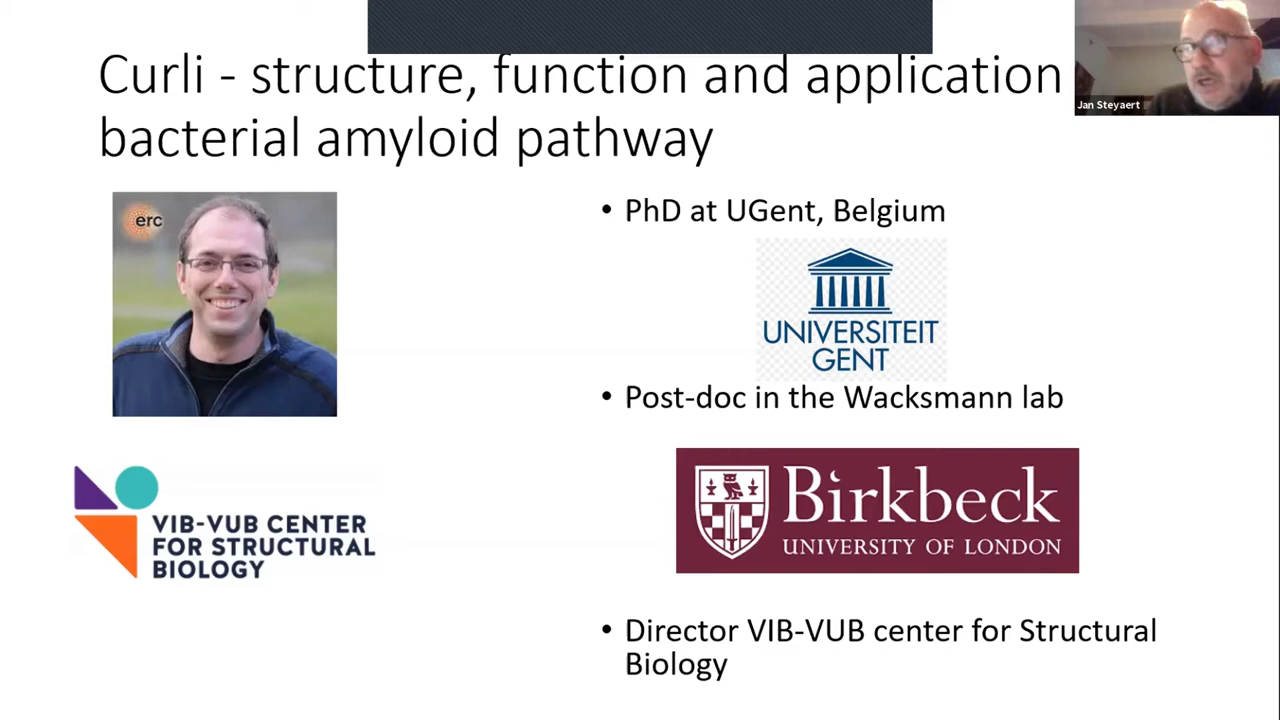 Curli - structure, function and application
bacterial amyloid pathway
Jan Steyaert
erc
• PhD at UGent, Belgium
UNIVERSITEIT
GENT
• Post-doc in the Wacksmann lab
Birkbeck
UNIVERSITY OF LONDON
VIB-VUB CENTER
FOR STRUCTURAL
BIOLOGY
• Director VIB-VUB center for Structural
Biology